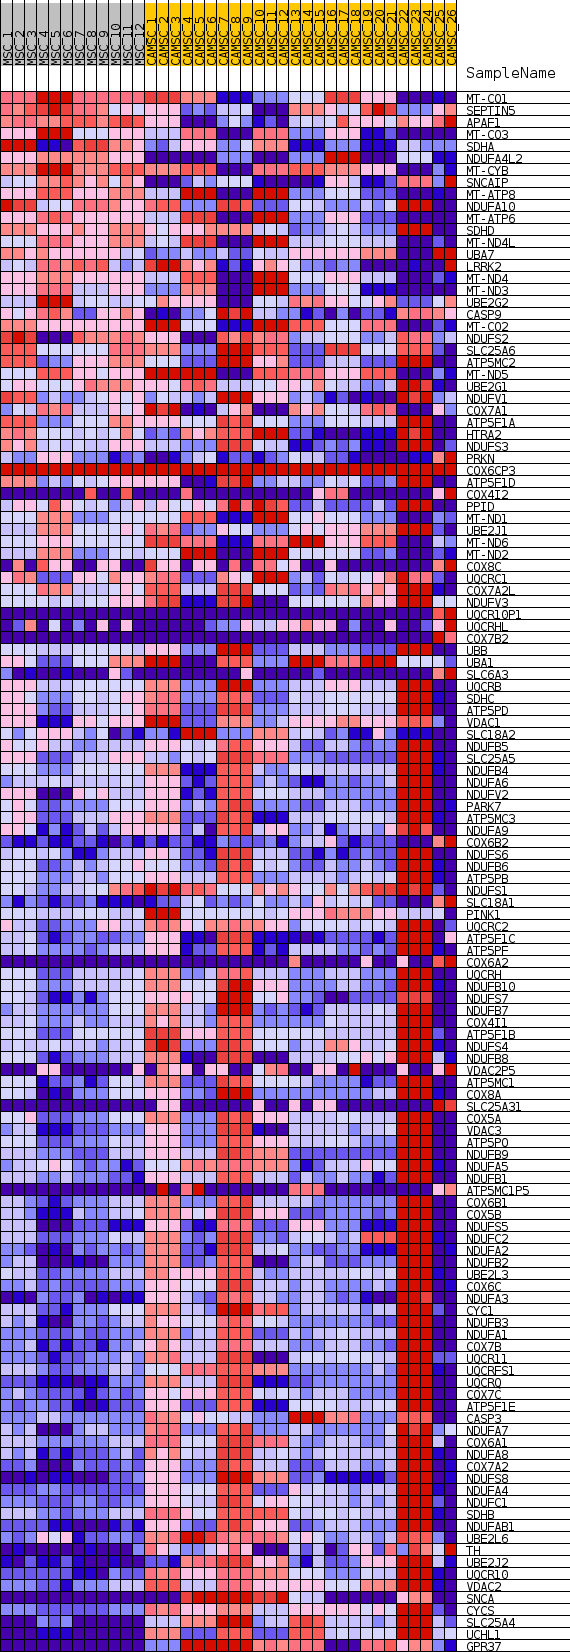 MSC_1
MSC_2
MSC_3
MSC_4
MSC_5
MSC_6
MSC_7
MSC_8
MSC_9
MSC_10
MSC_11
MSC_12
CAMSC_1
CAMSC_2
CAMSC_3
CAMSC_4
CAMSC_5
CAMSC_6
CAMSC_7
CAMSC_8
CAMSC_9
CAMSC_10
CAMSC_11
CAMSC_12
CAMSC_13
CAMSC_14
CAMSC_15
CAMSC_16
CAMSC_17
CAMSC_18
CAMSC_19
CAMSC_20
CAMSC_21
CAMSC_22
CAMSC_23
CAMSC_24
CAMSC_25
CAMSC_26
SampleName
MT-CO1
SEPTIN5
APAF1
MT-CO3
SDHA
NDUFA4L2
MT-CYB
SNCAIP
MT-ATP8
NDUFA10
MT-ATP6
SDHD
MT-ND4L
UBA7
LRRK2
MT-ND4
MT-ND3
UBE2G2
CASP9
MT-CO2
NDUFS2
SLC25A6
ATP5MC2
MT-ND5
UBE2G1
NDUFV1
COX7A1
ATP5F1A
HTRA2
NDUFS3
PRKN
COX6CP3
ATP5F1D
COX4I2
PPID
MT-ND1
UBE2J1
MT-ND6
MT-ND2
COX8C
UQCRC1
COX7A2L
NDUFV3
UQCR10P1
UQCRHL
COX7B2
UBB
UBA1
SLC6A3
UQCRB
SDHC
ATP5PD
VDAC1
SLC18A2
NDUFB5
SLC25A5
NDUFB4
NDUFA6
NDUFV2
PARK7
ATP5MC3
NDUFA9
COX6B2
NDUFS6
NDUFB6
ATP5PB
NDUFS1
SLC18A1
PINK1
UQCRC2
ATP5F1C
ATP5PF
COX6A2
UQCRH
NDUFB10
NDUFS7
NDUFB7
COX4I1
ATP5F1B
NDUFS4
NDUFB8
VDAC2P5
ATP5MC1
COX8A
SLC25A31
COX5A
VDAC3
ATP5PO
NDUFB9
NDUFA5
NDUFB1
ATP5MC1P5
COX6B1
COX5B
NDUFS5
NDUFC2
NDUFA2
NDUFB2
UBE2L3
COX6C
NDUFA3
CYC1
NDUFB3
NDUFA1
COX7B
UQCR11
UQCRFS1
UQCRQ
COX7C
ATP5F1E
CASP3
NDUFA7
COX6A1
NDUFA8
COX7A2
NDUFS8
NDUFA4
NDUFC1
SDHB
NDUFAB1
UBE2L6
TH
UBE2J2
UQCR10
VDAC2
SNCA
CYCS
SLC25A4
UCHL1
GPR37